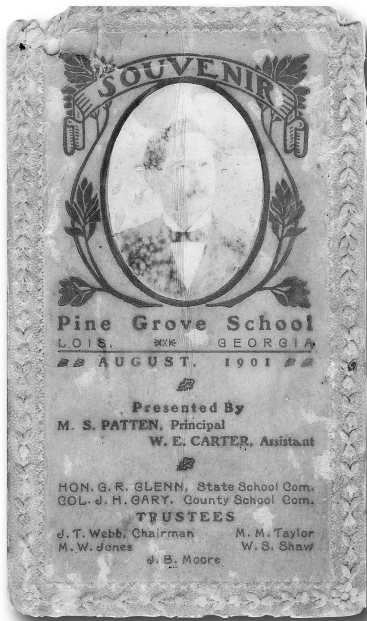 SOUVENIR
Pine Grove School
LOIS, GEORGIA
AUGUST, 1901
Presented By
M. S. PATTEN, Principal
W. E. CARTER, Assistant
HON. G. R. GLENN, State School Com.
COL. J. H. GARY, County School Com.
TRUSTEES
J. T. Webb, Chairman M. M. Taylor
M. W. Jones W. S. Shaw
J. B. Moore